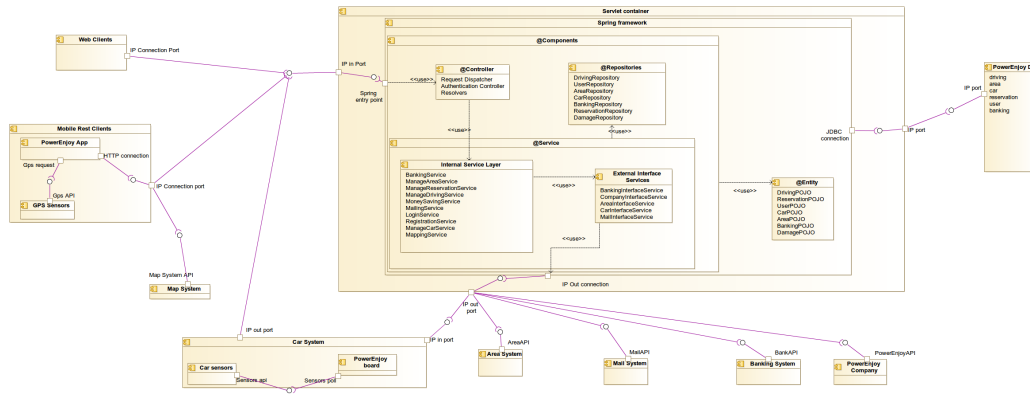 Servlet container
Spring framework
@Components
Web Clients
IP Connection Port
IP in Port
Spring
entry point
<<use>>
@Controller
Request Dispatcher
Authentication Controller
Resolvers
@Repositories
DrivingRepository
UserRepository
AreaRepository
CarRepository
BankingRepository
ReservationRepository
DamageRepository
<<use>>
<<use>>
JDBC
connection
IP port
IP port
PowerEnjoy D
driving
area
car
reservation
user
banking
Mobile Rest Clients
PowerEnjoy App
Gps request
HTTP connection
IP Connection port
Gps API
GPS Sensors
@Service
Internal Service Layer
BankingService
ManageAreaService
ManageReservationService
ManageDrivingService
MoneySavingService
MailingService
LoginService
RegistrationService
ManageCarService
MappingService
<<use>>
External Interface
Services
BankingInterfaceService
CompanyInterfaceService
AreaInterfaceService
CarInterfaceService
MailInterfaceService
<<use>>
<<use>>
@Entity
DrivingPOJO
ReservationPOJO
UserPOJO
CarPOJO
AreaPOJO
BankingPOJO
DamagePOJO
Map System API
Map System
IP Out connection
IP out
port
IP out port
IP in port
Car System
Car sensors
Sensors api
Sensors poll
PowerEnjoy
board
AreaAPI
Area System
MailAPI
Mail System
BankAPI
Banking System
PowerEnjoyAPI
PowerEnjoy
Company